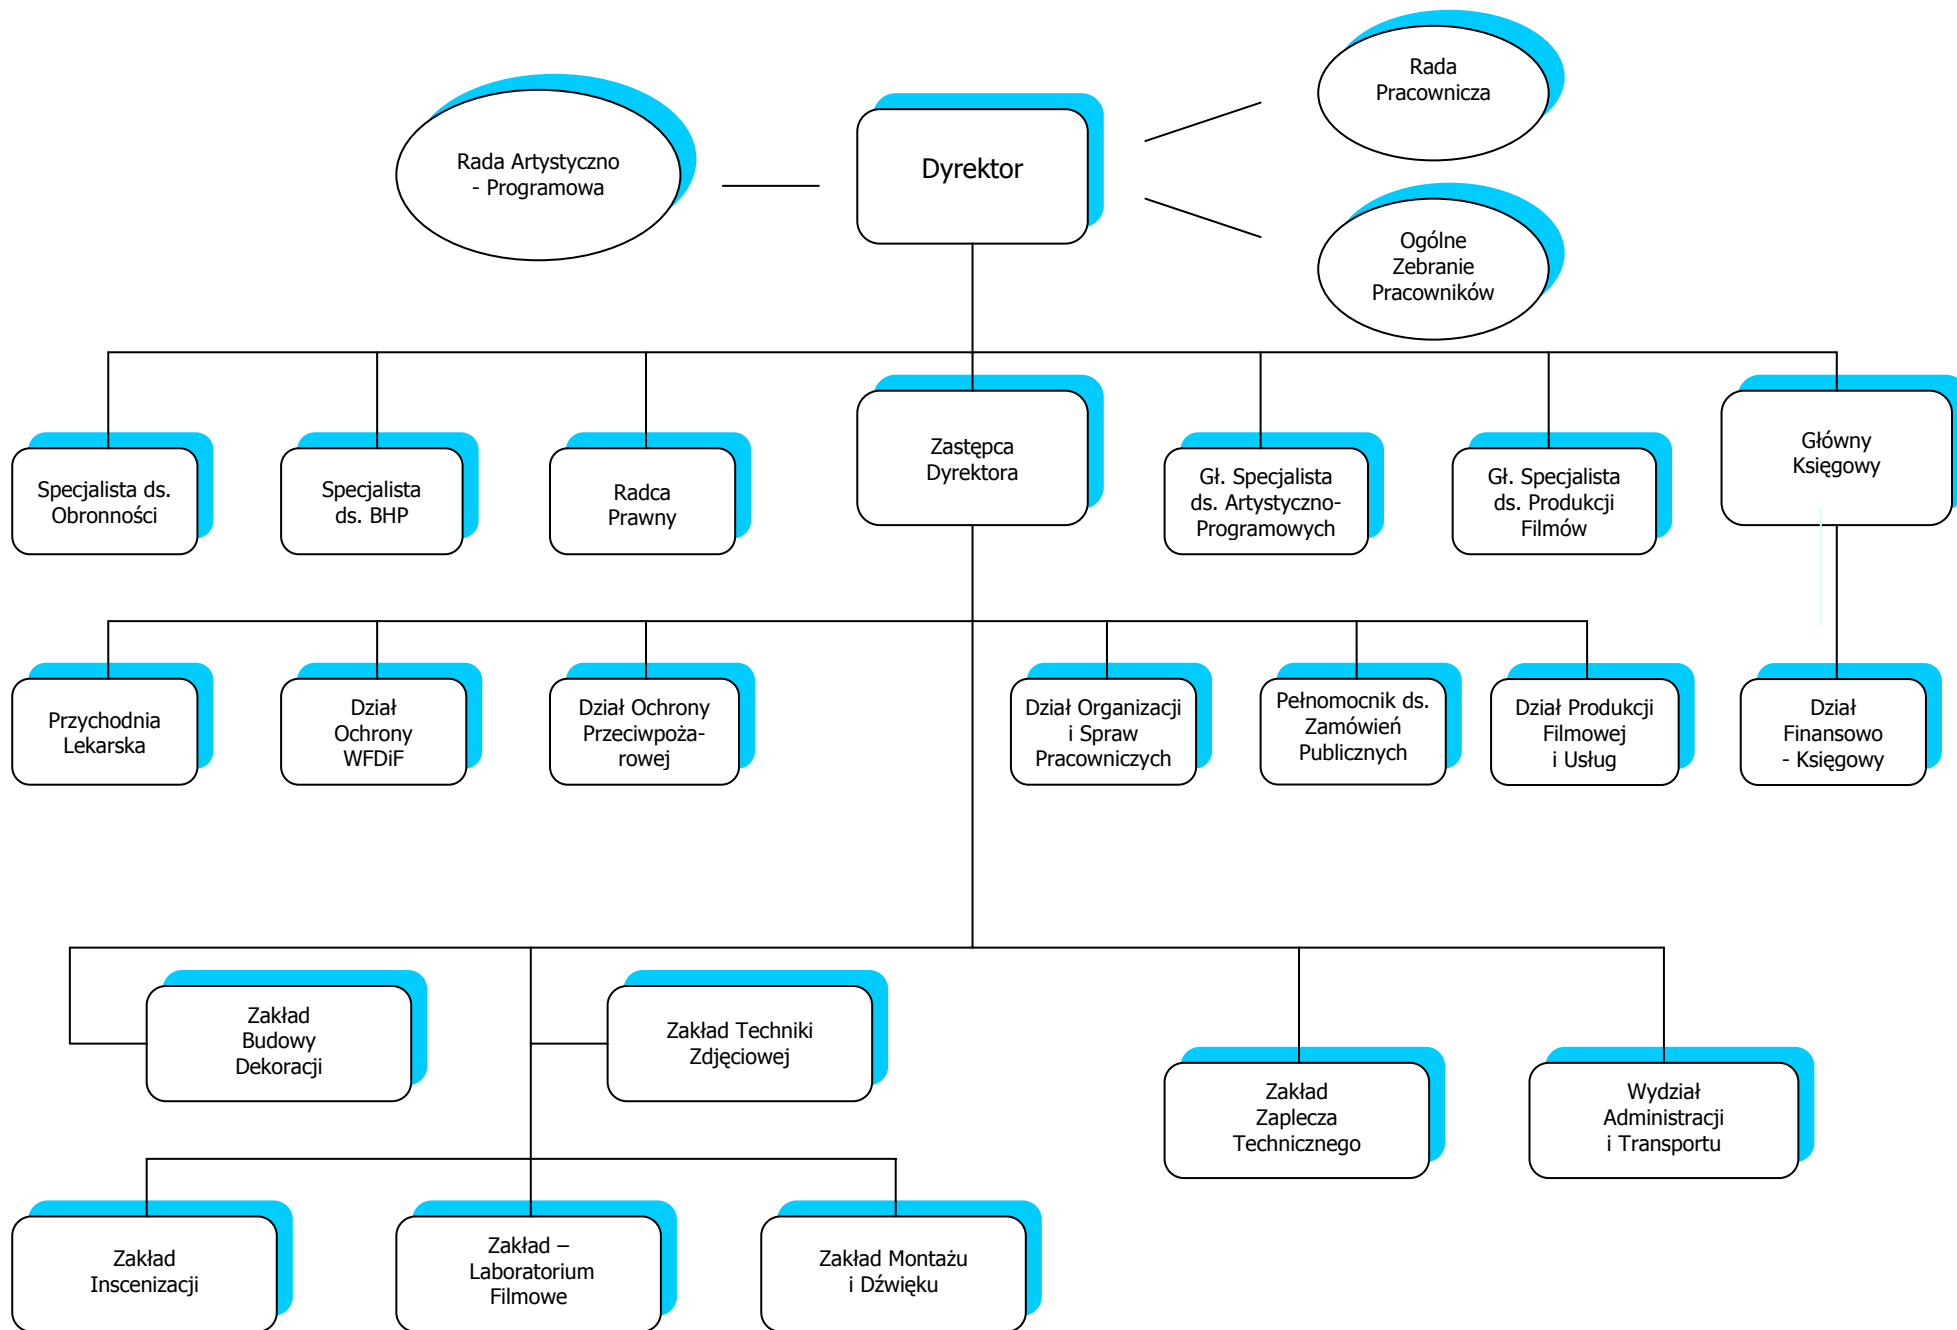 Rada
Pracownicza
Rada Artystyczno
- Programowa
Dyrektor
Ogólne
Zebranie
Pracowników
Specjalista ds.
Obronności
Specjalista
ds. BHP
Radca
Prawny
Zastępca
Dyrektora
Gł. Specjalista
ds. Artystyczno-
Programowych
Gł. Specjalista
ds. Produkcji
Filmów
Główny
Księgowy
Przychodnia
Lekarska
Dział
Ochrony
WFDiF
Dział Ochrony
Przeciwpoża-
rowej
Dział Organizacji
i Spraw
Pracowniczych
Pełnomocnik ds.
Zamówień
Publicznych
Dział Produkcji
Filmowej
i Usług
Dział
Finansowo
- Księgowy
Zakład
Budowy
Dekoracji
Zakład Techniki
Zdjęciowej
Zakład
Zaplecza
Technicznego
Wydział
Administracji
i Transportu
Zakład
Inscenizacji
Zakład –
Laboratorium
Filmowe
Zakład Montażu
i Dźwięku